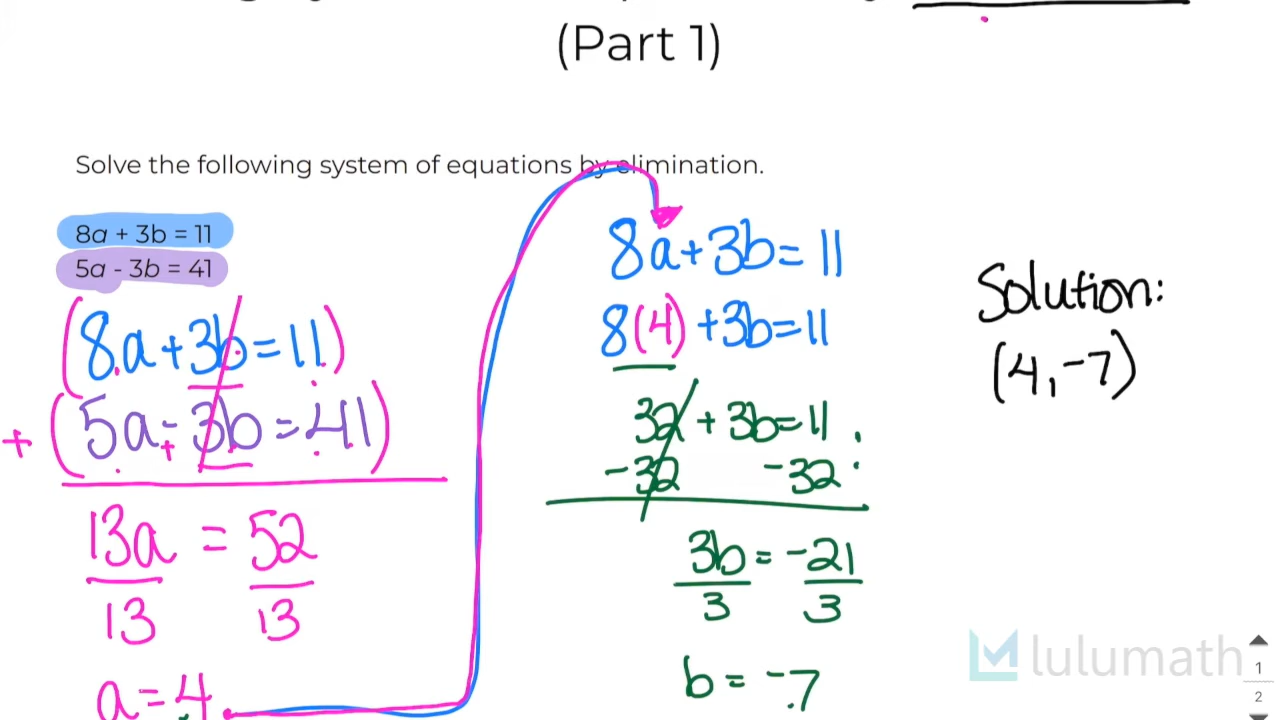 (Part 1)
Solve the following system of equations by elimination.
8a + 3b = 11
5a - 3b = 41
(8a+3b=11)
+ (5a-3b=41)
13a = 52
13 13
a=4
8a+3b=11
8(4)+3b=11
32+3b=11
-32 -32
3b=-21
3 3
b=-7
Solution:
(4,-7)
lulumath
1
2